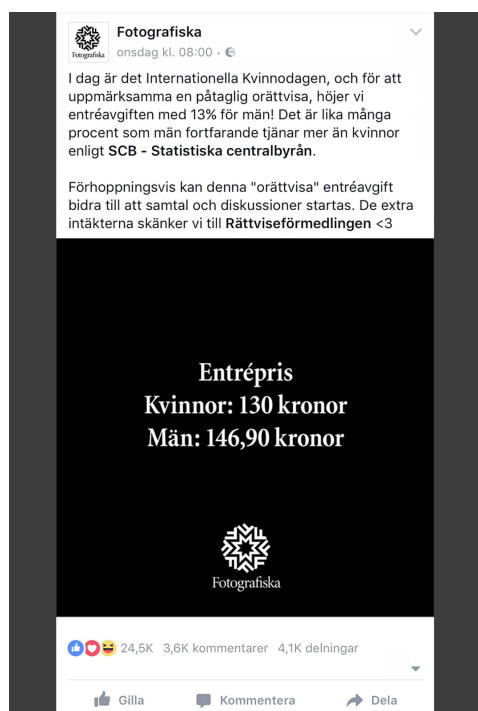 Fotografiska
onsdag kl. 08:00 ·
Fotografiska
I dag är det Internationella Kvinnodagen, och för att
uppmärksamma en påtaglig orättvisa, höjer vi
entréavgiften med 13% för män! Det är lika många
procent som män fortfarande tjänar mer än kvinnor
enligt SCB - Statistiska centralbyrån.
Förhoppningsvis kan denna "orättvisa" entréavgift
bidra till att samtal och diskussioner startas. De extra
intäkterna skänker vi till Rättviseförmedlingen <3
Entrépris
Kvinnor: 130 kronor
Män: 146,90 kronor
Fotografiska
24,5K 3,6K kommentarer 4,1K delningar
Gilla Kommentera Dela